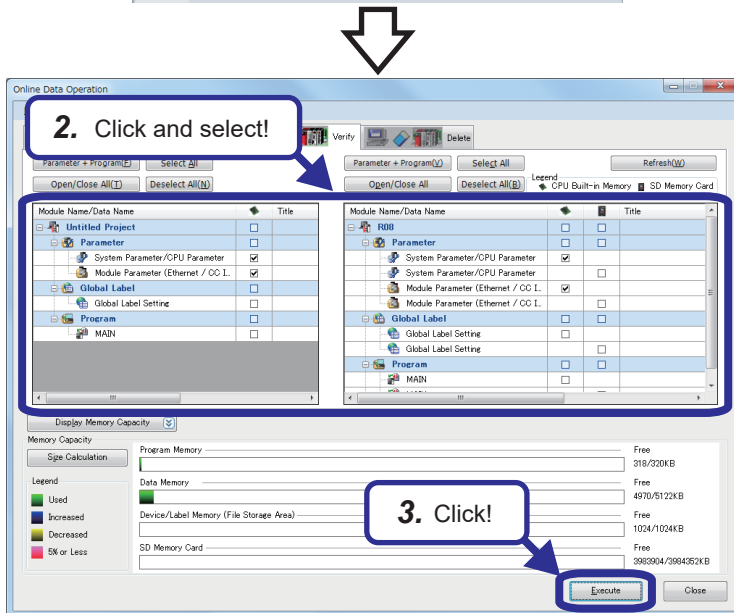 Online Data Operation
2. Click and select!
Verify
Delete
Parameter + Program(F)
Select All
Parameter + Program(V)
Select All
Refresh(W)
Open/Close All(T)
Deselect All(N)
Open/Close All
Deselect All(B)
Legend
CPU Built-in Memory
SD Memory Card
Module Name/Data Name
Title
Untitled Project
Parameter
System Parameter/CPU Parameter
Module Parameter (Ethernet / CC I..
Global Label
Global Label Setting
Program
MAIN
Module Name/Data Name
Title
R08
Parameter
System Parameter/CPU Parameter
System Parameter/CPU Parameter
Module Parameter (Ethernet / CC I..
Module Parameter (Ethernet / CC I..
Global Label
Global Label Setting
Global Label Setting
Program
MAIN
Display Memory Capacity
Memory Capacity
Size Calculation
Legend
Used
Increased
Decreased
5% or Less
Program Memory
Free
318/320KB
Data Memory
Free
4970/5122KB
Device/Label Memory (File Storage Area)
Free
1024/1024KB
SD Memory Card
Free
3983904/3984352KB
3. Click!
Execute
Close